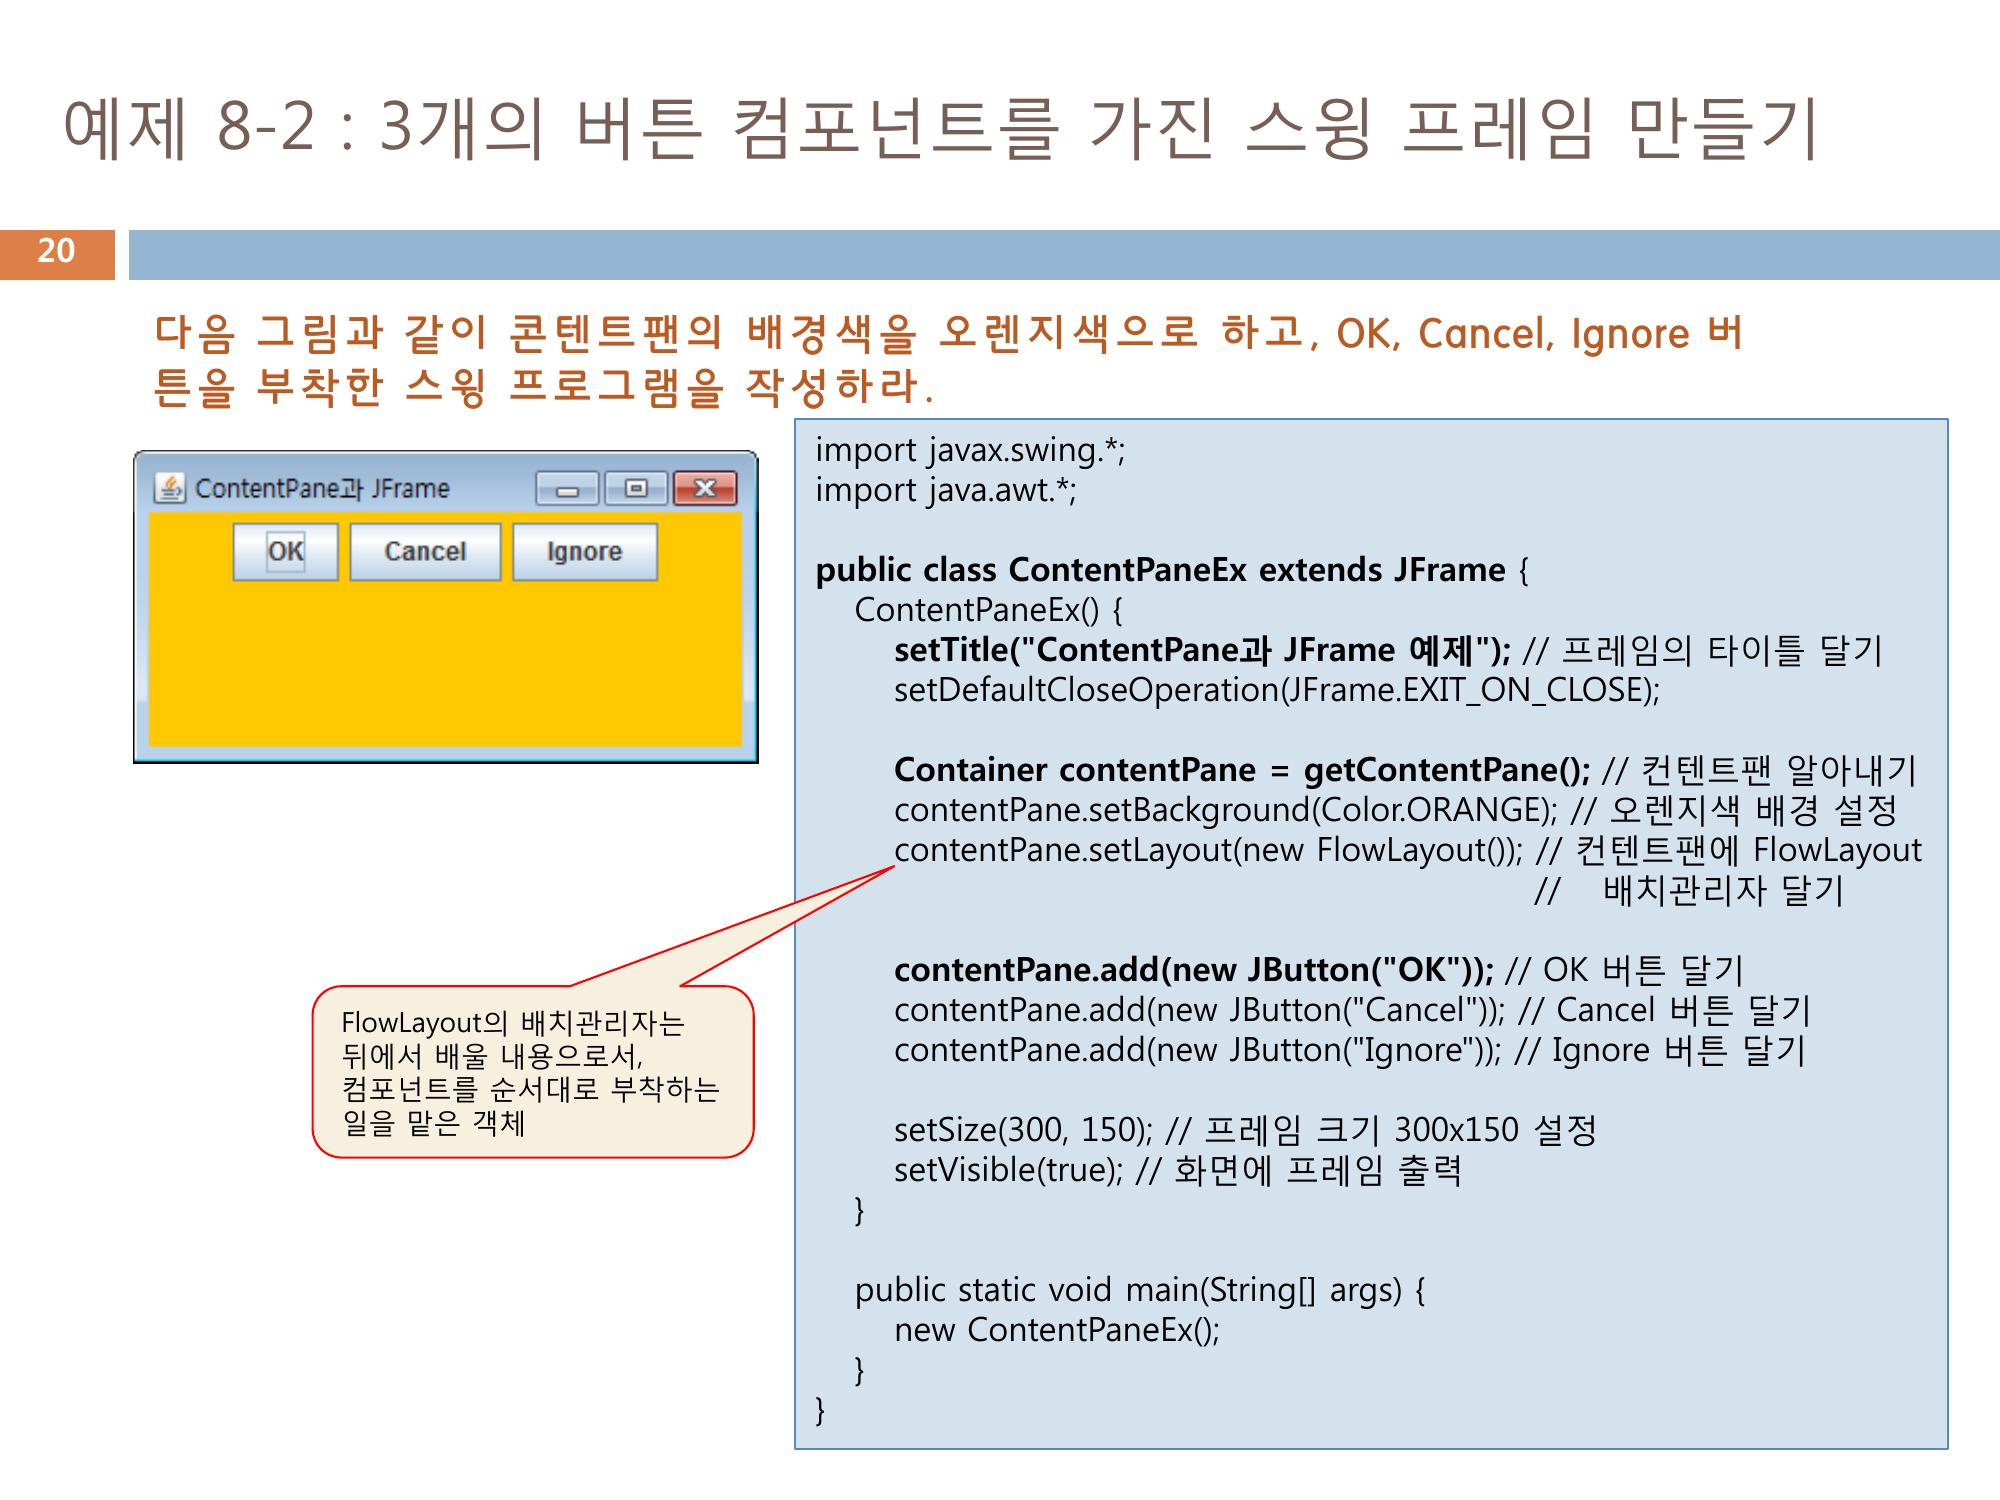 예제 8-2 : 3개의 버튼 컴포넌트를 가진 스윙 프레임 만들기
20
다음 그림과 같이 콘텐트팬의 배경색을 오렌지색으로 하고, OK, Cancel, Ignore 버
튼을 부착한 스윙 프로그램을 작성하라.
ContentPane과 JFrame
OK Cancel Ignore
import javax.swing.*;
import java.awt.*;
public class ContentPaneEx extends JFrame {
ContentPaneEx() {
setTitle("ContentPane과 JFrame 예제"); // 프레임의 타이틀 달기
setDefaultCloseOperation(JFrame.EXIT_ON_CLOSE);
Container contentPane = getContentPane(); // 컨텐트팬 알아내기
contentPane.setBackground(Color.ORANGE); // 오렌지색 배경 설정
contentPane.setLayout(new FlowLayout()); // 컨텐트팬에 FlowLayout
// 배치관리자 달기
contentPane.add(new JButton("OK")); // OK 버튼 달기
contentPane.add(new JButton("Cancel")); // Cancel 버튼 달기
contentPane.add(new JButton("Ignore")); // Ignore 버튼 달기
setSize(300, 150); // 프레임 크기 300x150 설정
setVisible(true); // 화면에 프레임 출력
}
public static void main(String[] args) {
new ContentPaneEx();
}
}
FlowLayout의 배치관리자는
뒤에서 배울 내용으로서,
컴포넌트를 순서대로 부착하는
일을 맡은 객체